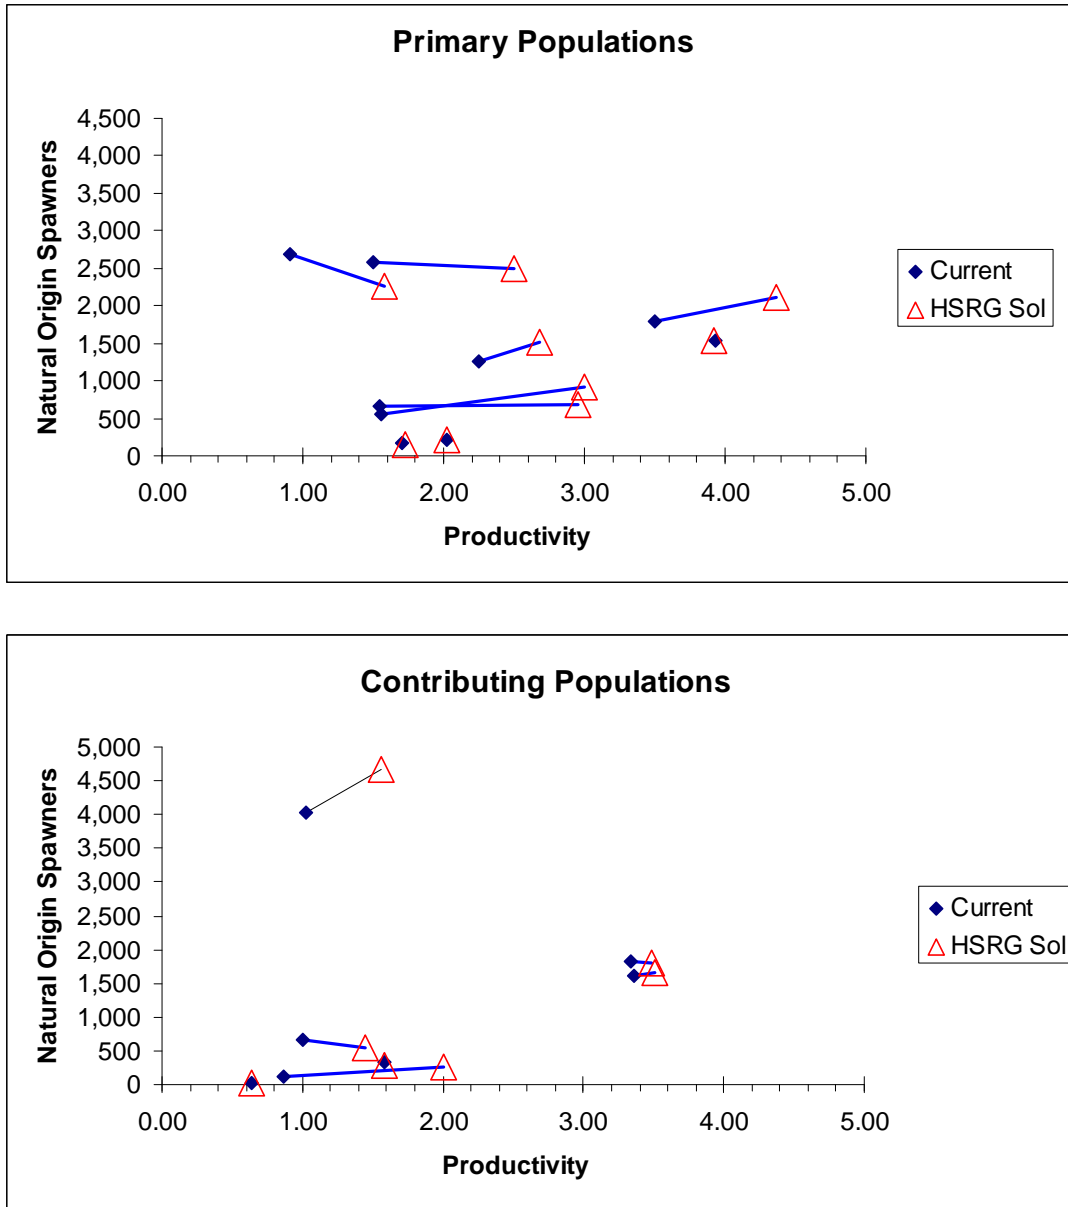 Primary Populations
4,500
4,000
3,500
3,000
2,500
2,000
1,500
1,000
500
0
Natural Origin Spawners
0.00 1.00 2.00 3.00 4.00 5.00
Productivity
Current
HSRG Sol
Contributing Populations
5,000
4,500
4,000
3,500
3,000
2,500
2,000
1,500
1,000
500
0
Natural Origin Spawners
0.00 1.00 2.00 3.00 4.00 5.00
Productivity
Current
HSRG Sol